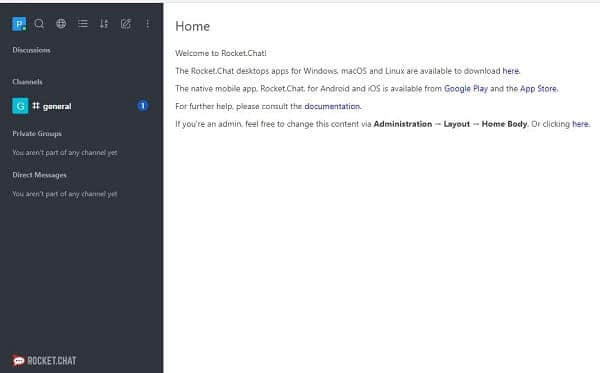 P
Discussions
Channels
G # general 1
Private Groups
You aren't part of any channel yet
Direct Messages
You aren't part of any channel yet
ROCKET.CHAT
Home
Welcome to Rocket.Chat!
The Rocket.Chat desktops apps for Windows, macOS and Linux are available to download here.
The native mobile app, Rocket.Chat, for Android and iOS is available from Google Play and the App Store.
For further help, please consult the documentation.
If you're an admin, feel free to change this content via Administration → Layout → Home Body. Or clicking here.